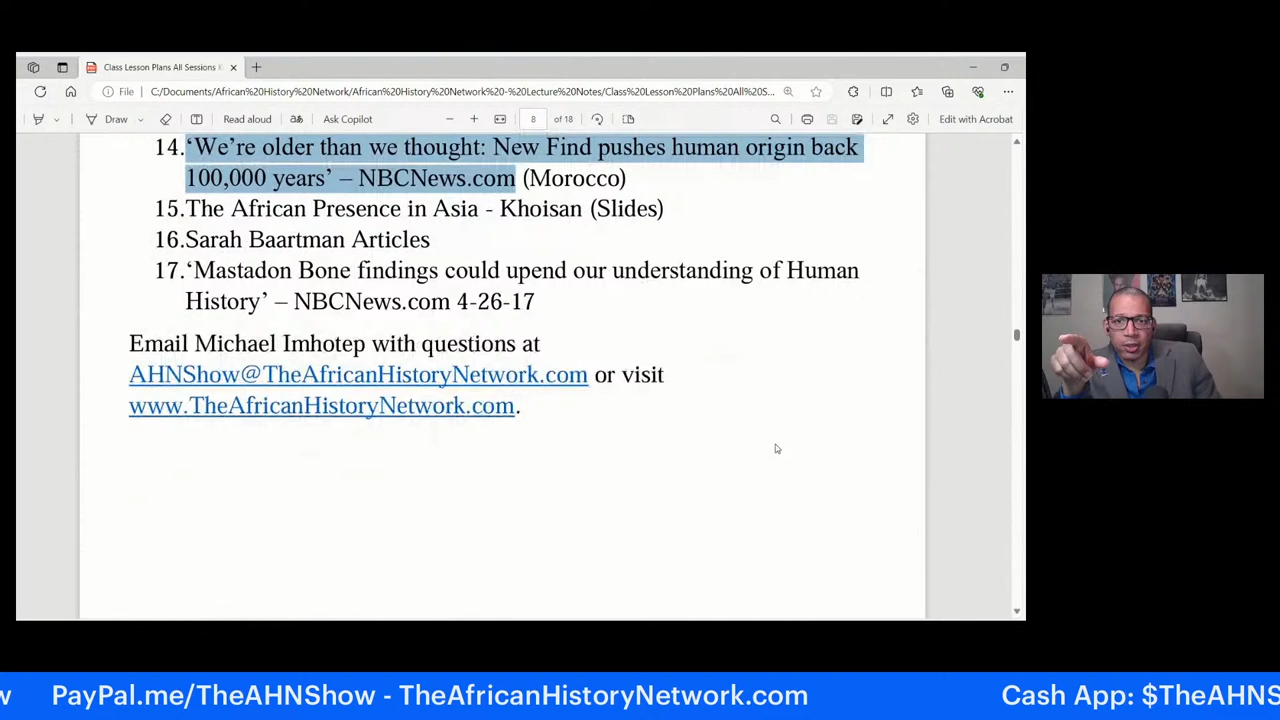 Class Lesson Plans All Sessions
File
C:/Documents/African%20History%20Network/African%20History%20Network%20-%20Lecture%20Notes/Class%20Lesson%20Plans%20All%20S...
Draw
Read aloud
Ask Copilot
8
of 18
Edit with Acrobat
14.‘We’re older than we thought: New Find pushes human origin back
100,000 years’ – NBCNews.com (Morocco)
15.The African Presence in Asia - Khoisan (Slides)
16.Sarah Baartman Articles
17.‘Mastadon Bone findings could upend our understanding of Human
History’ – NBCNews.com 4-26-17
Email Michael Imhotep with questions at
AHNShow@TheAfricanHistoryNetwork.com or visit
www.TheAfricanHistoryNetwork.com.
w PayPal.me/TheAHNShow - TheAfricanHistoryNetwork.com Cash App: $TheAHNS